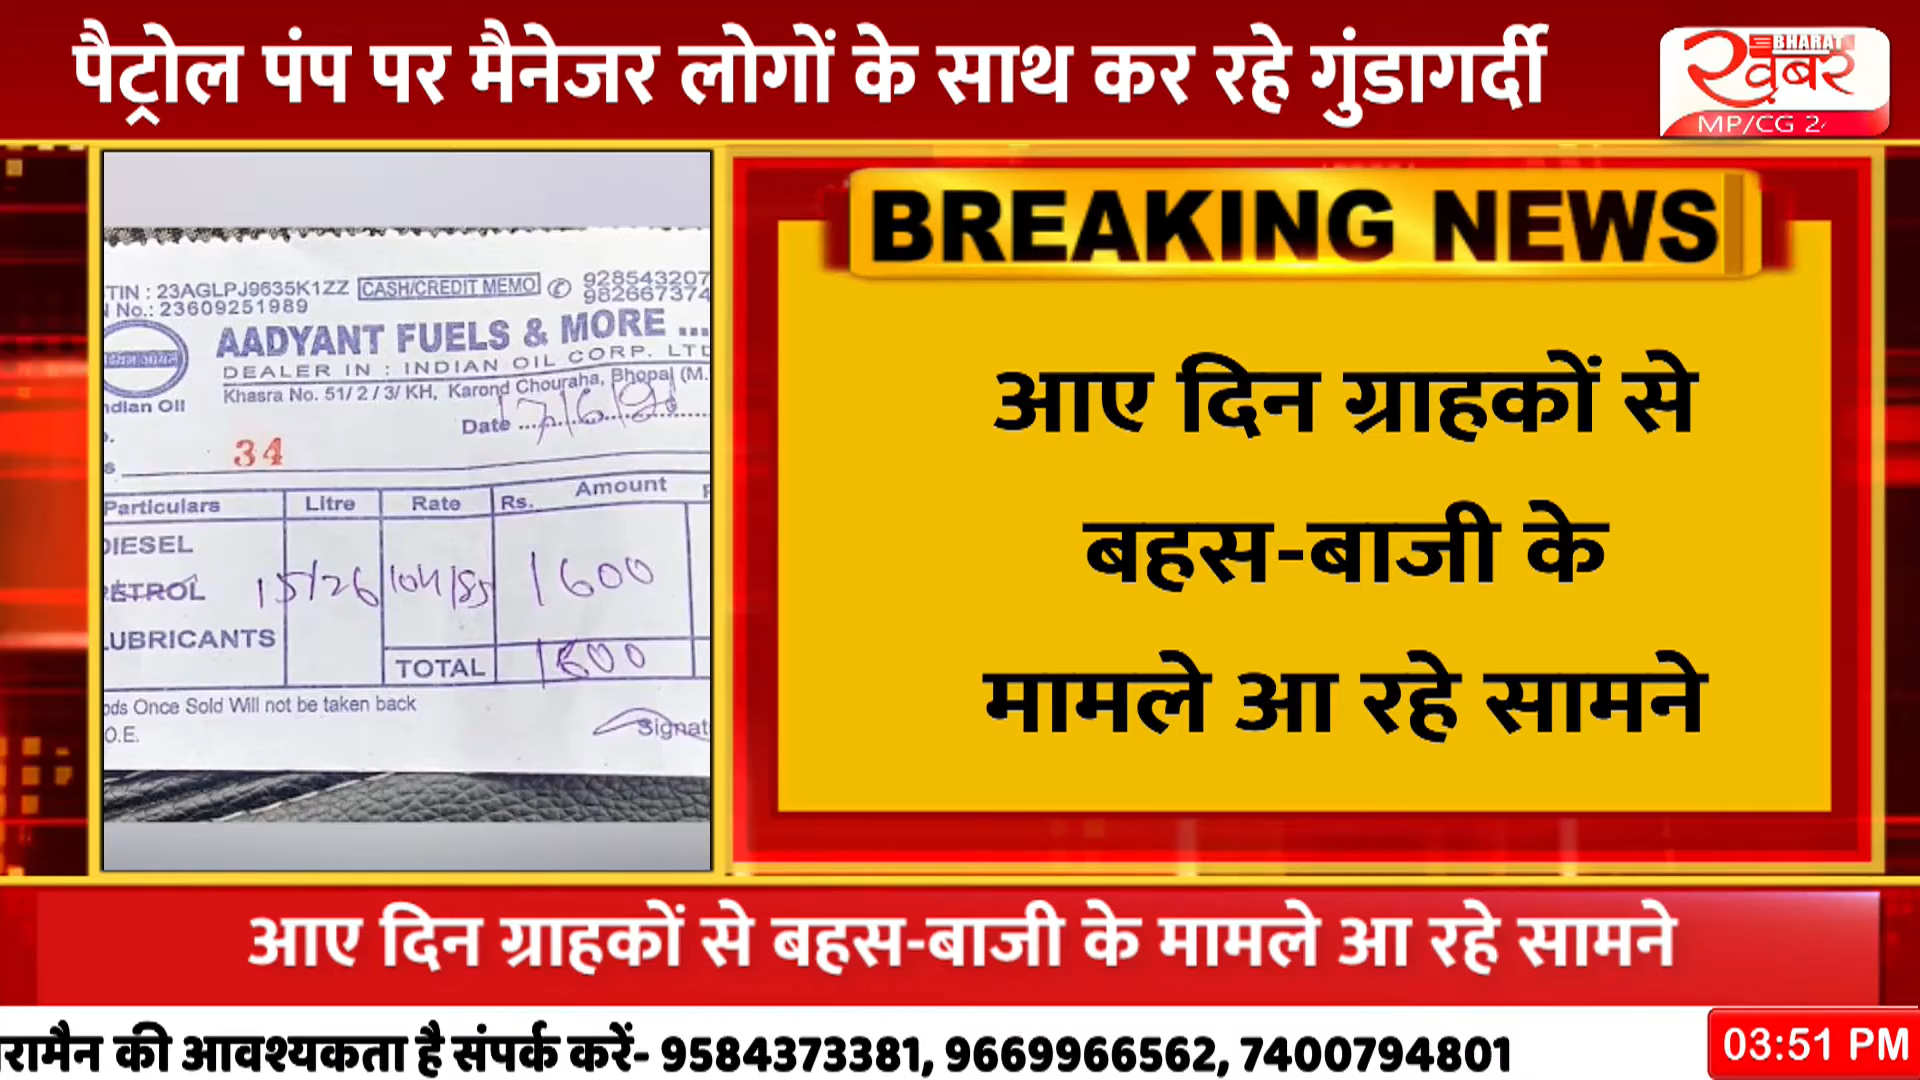 पैट्रोल पंप पर मैनेजर लोगों के साथ कर रहे गुंडागर्दी
BHARAT
खबर
MP/CG 24
BREAKING NEWS
आए दिन ग्राहकों से
बहस-बाजी के
मामले आ रहे सामने
TIN : 23AGLPJ9635K1ZZ CASH/CREDIT MEMO 928543207
No.: 23609251989 982667374
AADYANT FUELS & MORE ...
DEALER IN : INDIAN OIL CORP. LTD
Khasra No. 51/ 2 / 3/ KH, Karond Chouraha, Bhopal (M.
ndian Oil
Date ...
34
Particulars Litre Rate Rs. Amount
DIESEL
PETROL 15/26 104/85 1600
LUBRICANTS
TOTAL 1600
ods Once Sold Will not be taken back
O.E. Signat
आए दिन ग्राहकों से बहस-बाजी के मामले आ रहे सामने
रामैन की आवश्यकता है संपर्क करें- 9584373381, 9669966562, 7400794801
03:51 PM